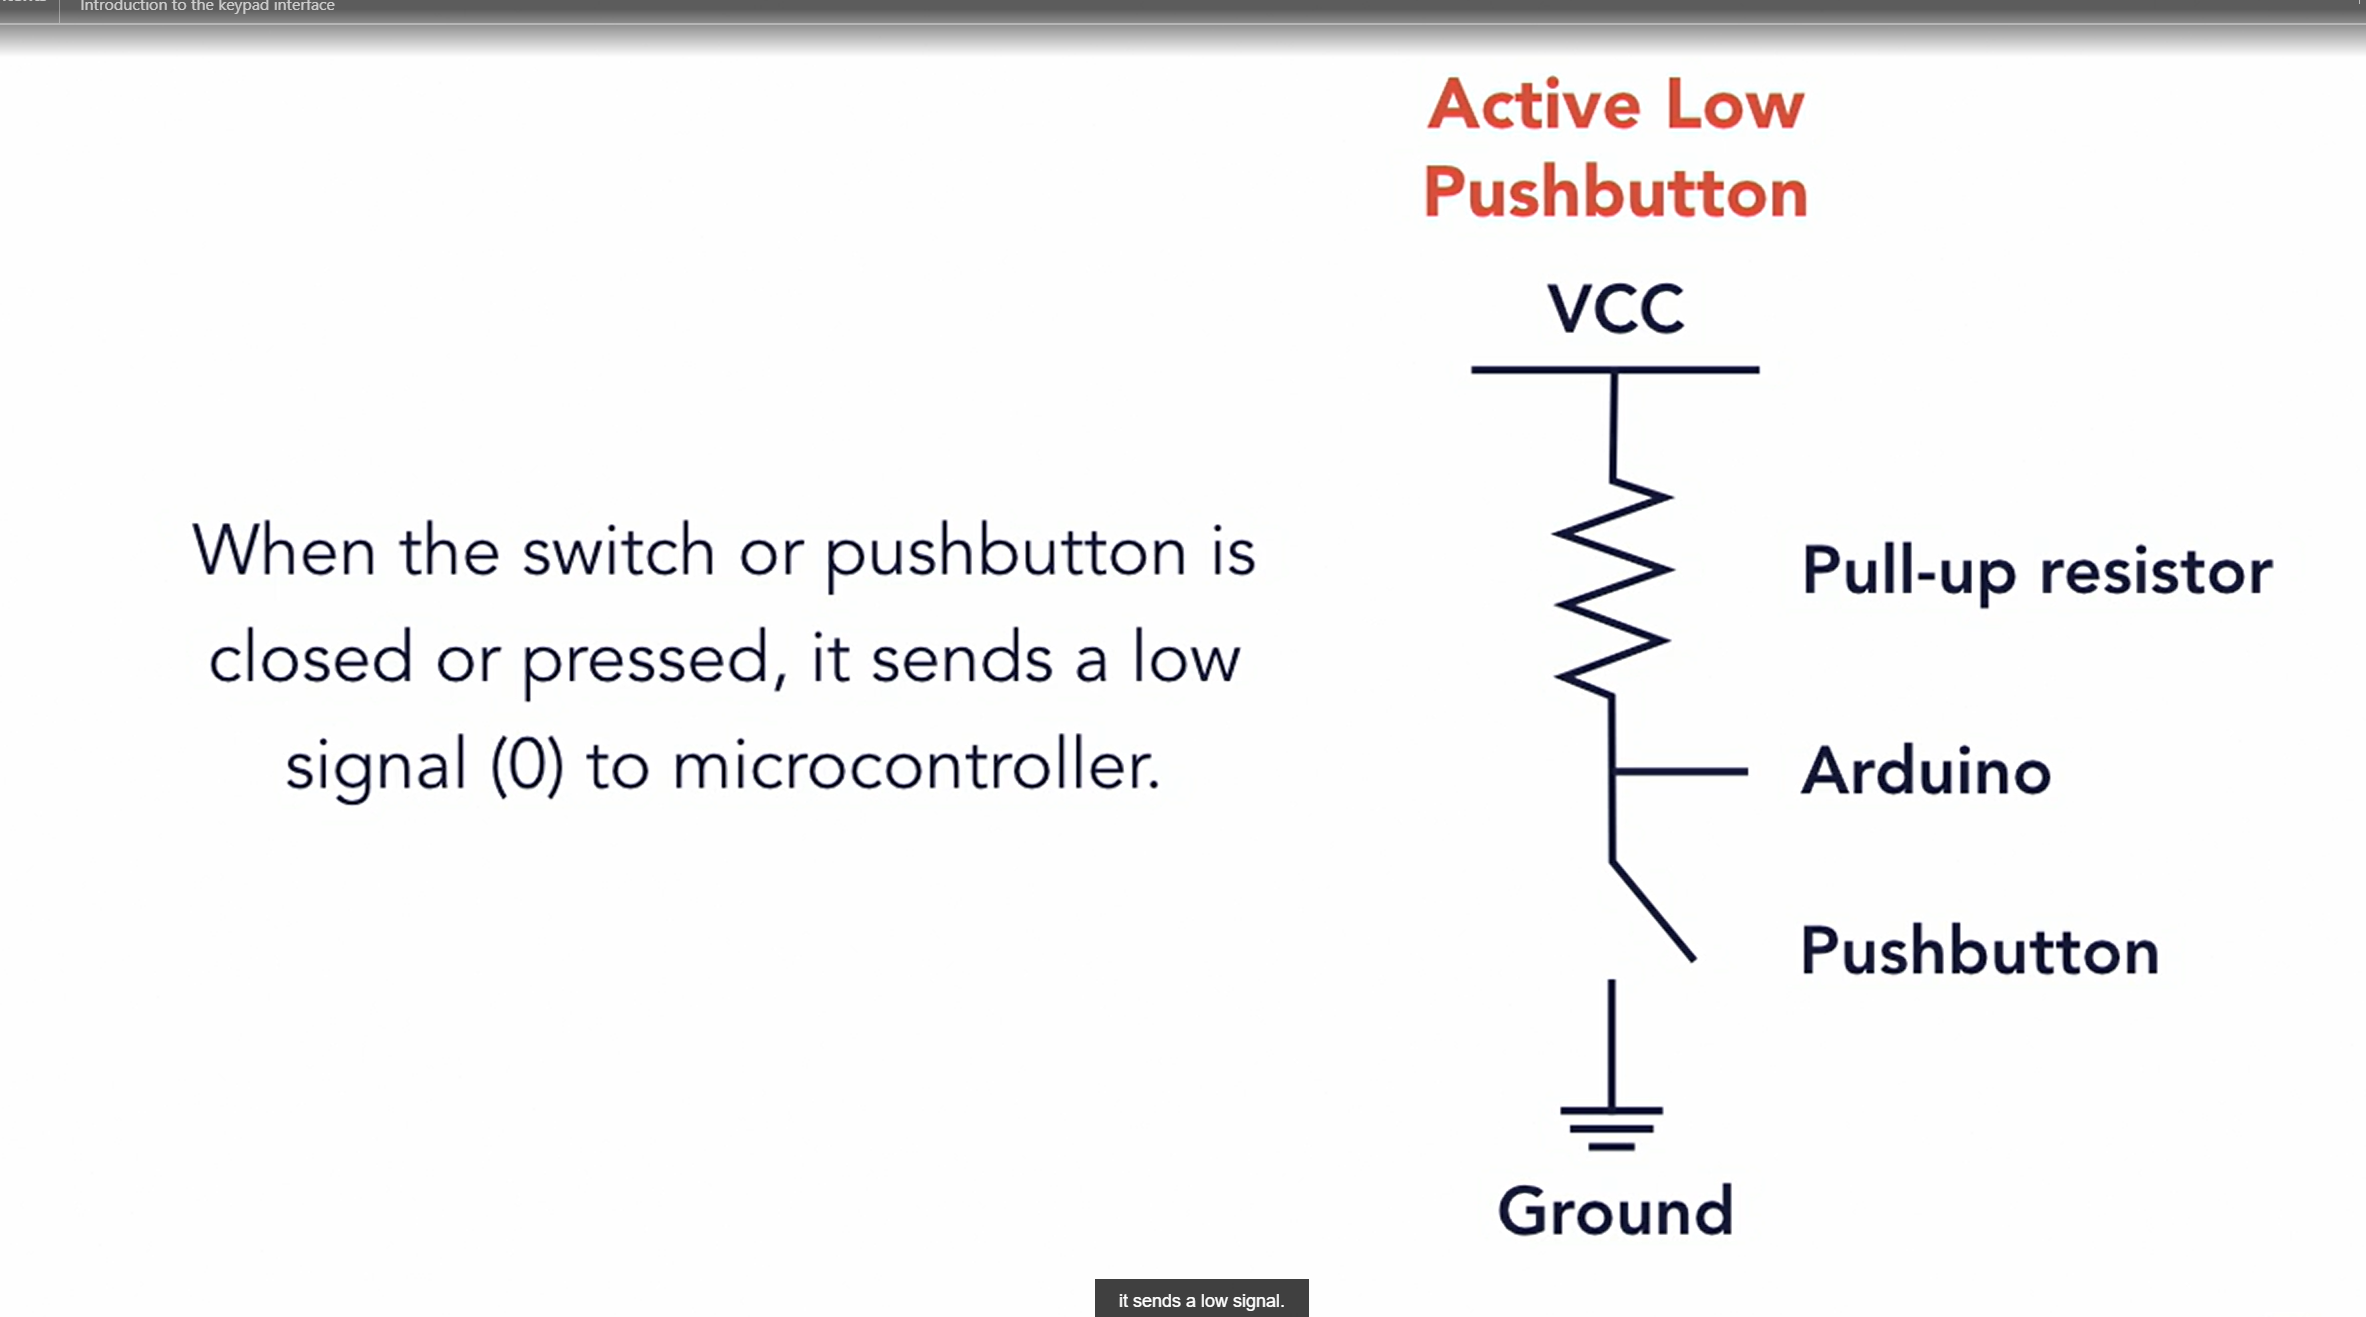 Introduction to the keypad interface
Active Low
Pushbutton
VCC
When the switch or pushbutton is
closed or pressed, it sends a low
signal (0) to microcontroller.
Pull-up resistor
Arduino
Pushbutton
Ground
it sends a low signal.